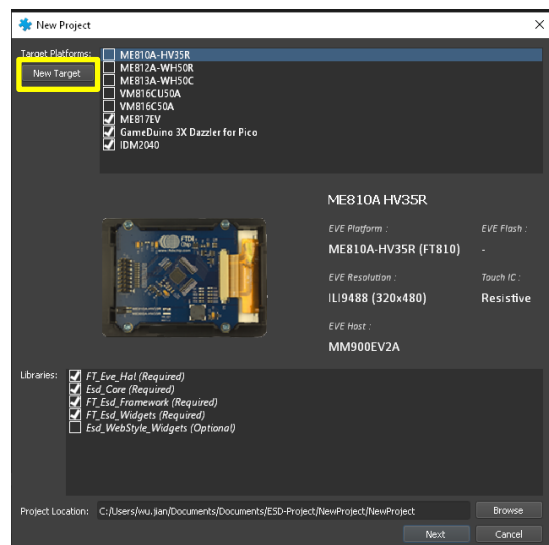 New Project
Target Platforms:
New Target
ME810A-HV35R
ME812A-WH50R
ME813A-WH50C
VM816CU50A
VM816C50A
ME817EV
GameDuino 3X Dazzler for Pico
IDM2040
ME810A HV35R
EVE Platform :
EVE Flash :
ME810A-HV35R (FT810)
-
EVE Resolution :
Touch IC :
ILI9488 (320x480)
Resistive
EVE Host :
MM900EV2A
FTDI
Chip
Libraries:
FT_Eve_Hal (Required)
Esd_Core (Required)
FT_Esd_Framework (Required)
FT_Esd_Widgets (Required)
Esd_WebStyle_Widgets (Optional)
Project Location:
C:/Users/wu.jian/Documents/Documents/ESD-Project/NewProject/NewProject
Browse
Next
Cancel